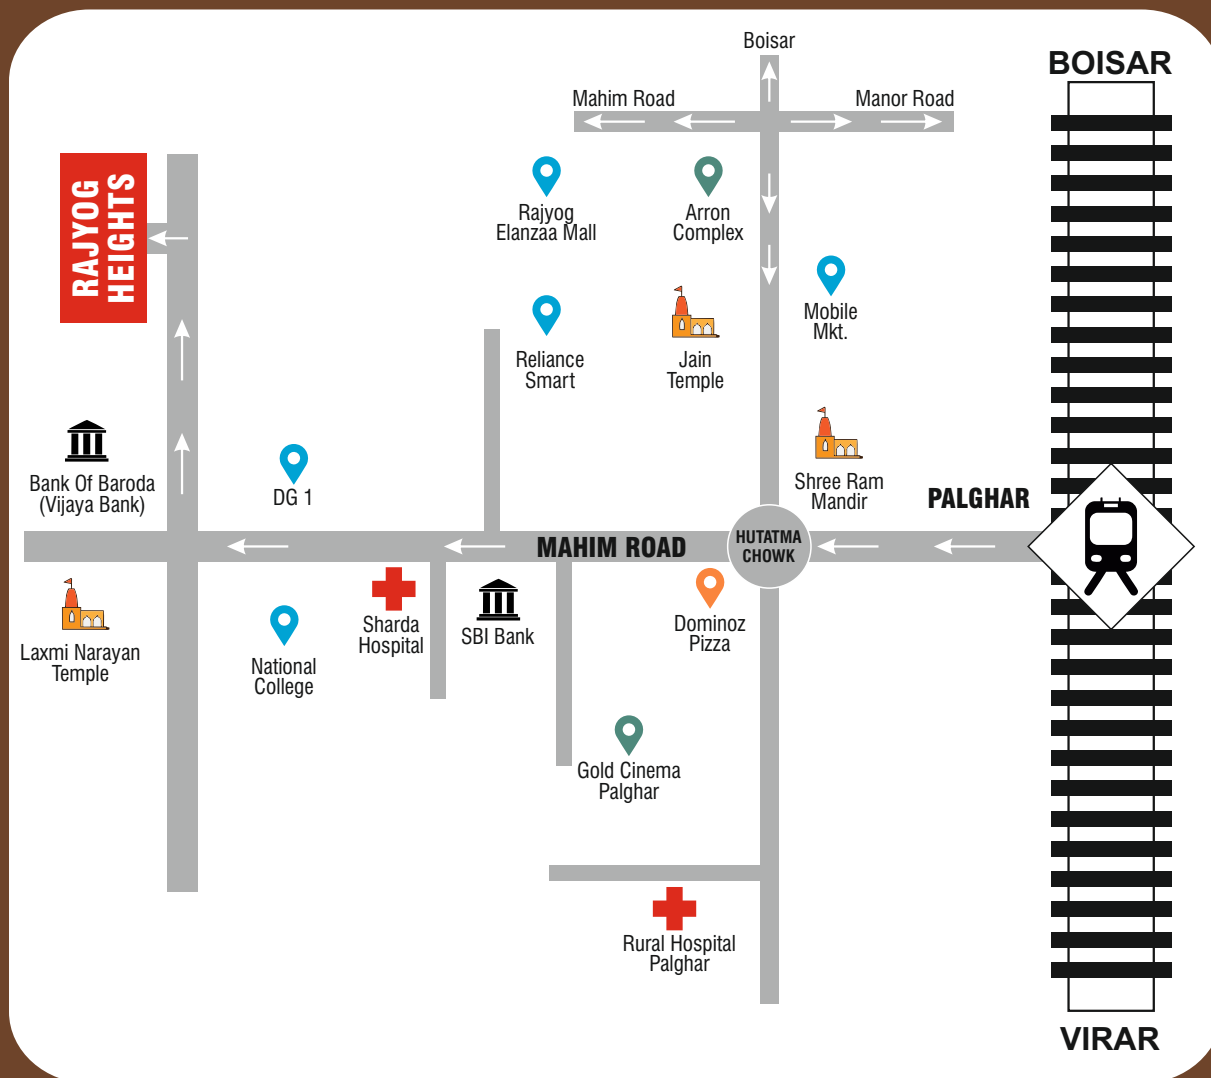 Boisar
BOISAR
Mahim Road
Manor Road
RAJYOG
HEIGHTS
Rajyog
Elanzaa Mall
Arron
Complex
Mobile
Mkt.
Reliance
Smart
Jain
Temple
Bank Of Baroda
(Vijaya Bank)
DG 1
Shree Ram
Mandir
PALGHAR
MAHIM ROAD
HUTATMA
CHOWK
Laxmi Narayan
Temple
National
College
Sharda
Hospital
SBI Bank
Dominoz
Pizza
Gold Cinema
Palghar
Rural Hospital
Palghar
VIRAR